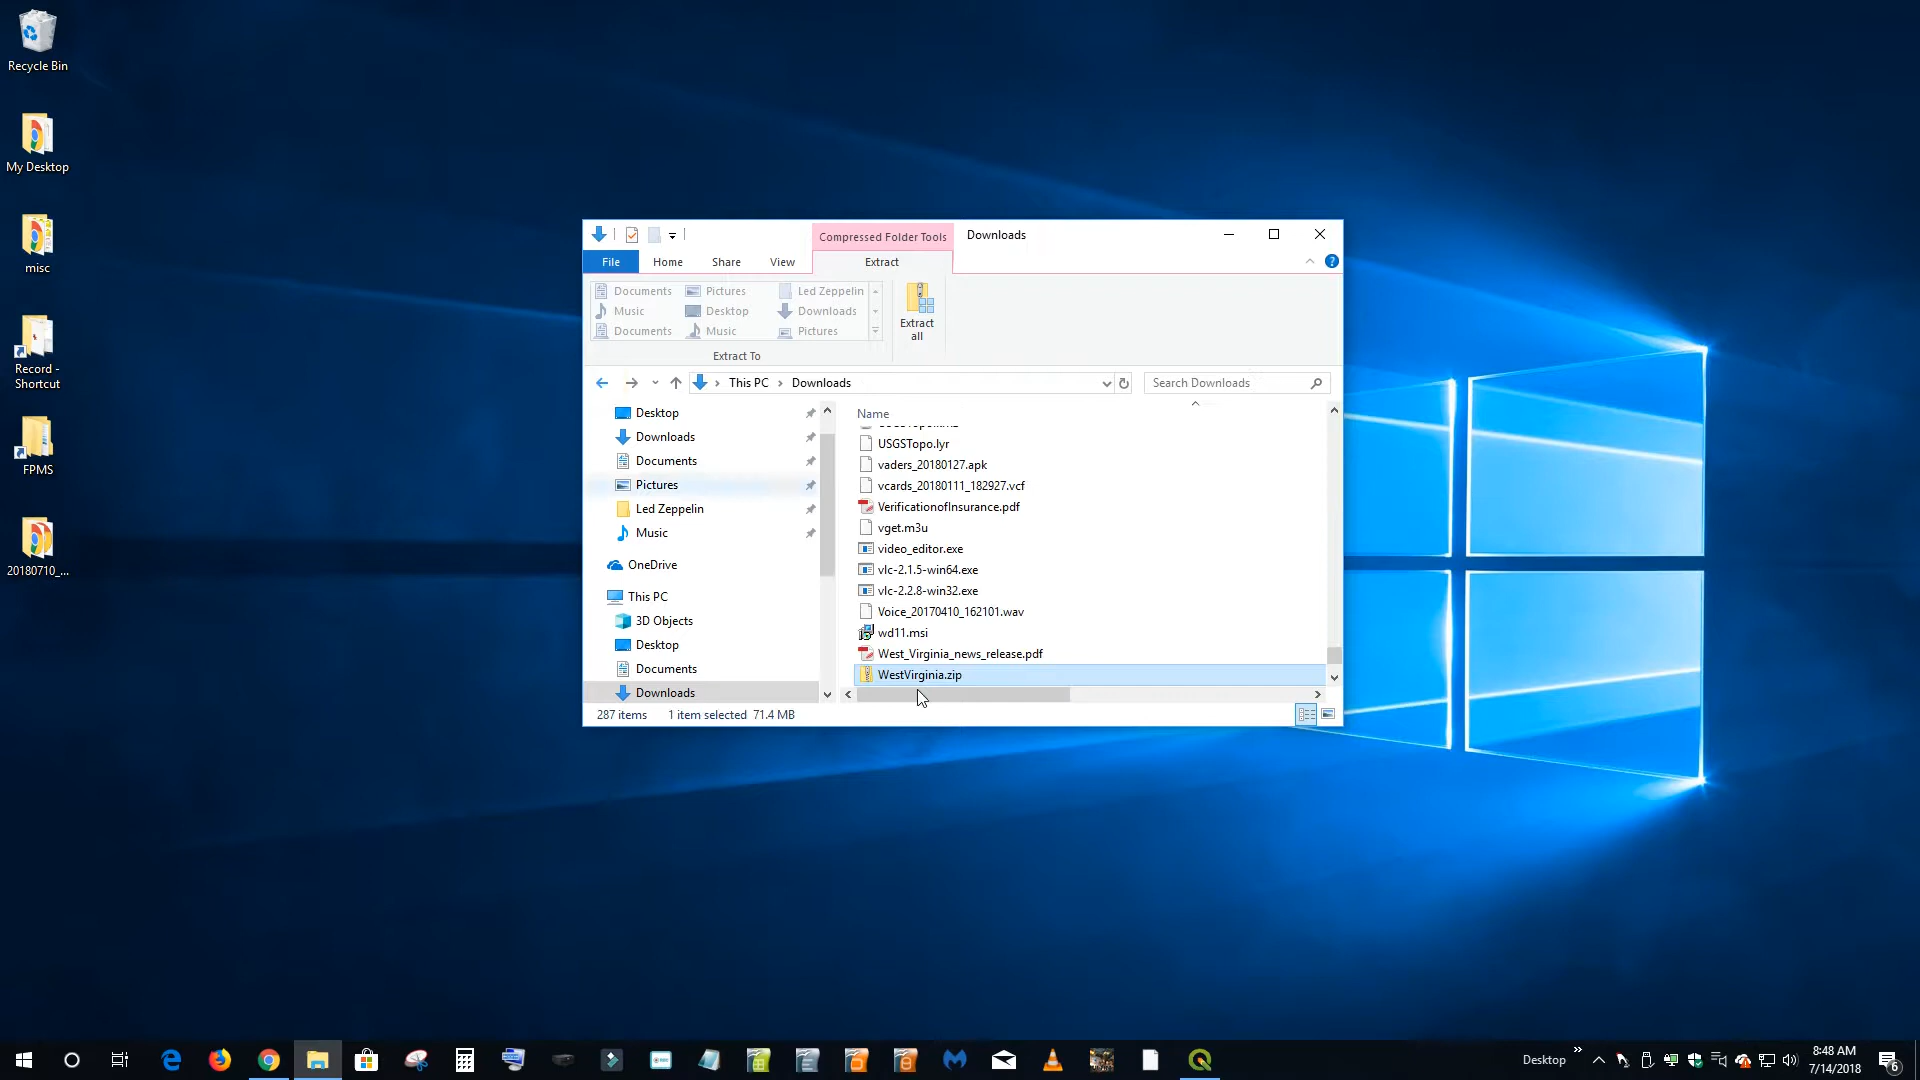 Recycle Bin
My Desktop
misc
Record -
Shortcut
FPMS
20180710_...
Compressed Folder Tools
Downloads
File
Home
Share
View
Extract
Documents
Pictures
Led Zeppelin
Music
Desktop
Downloads
Documents
Music
Pictures
Extract
all
Extract To
This PC
Downloads
Search Downloads
Desktop
Downloads
Documents
Pictures
Led Zeppelin
Music
OneDrive
This PC
3D Objects
Desktop
Documents
Downloads
Name
USGSTopo.lyr
vaders_20180127.apk
vcards_20180111_182927.vcf
VerificationofInsurance.pdf
vget.m3u
video_editor.exe
vlc-2.1.5-win64.exe
vlc-2.2.8-win32.exe
Voice_20170410_162101.wav
wd11.msi
West_Virginia_news_release.pdf
WestVirginia.zip
287 items
1 item selected 71.4 MB
Desktop
8:48 AM
7/14/2018
6